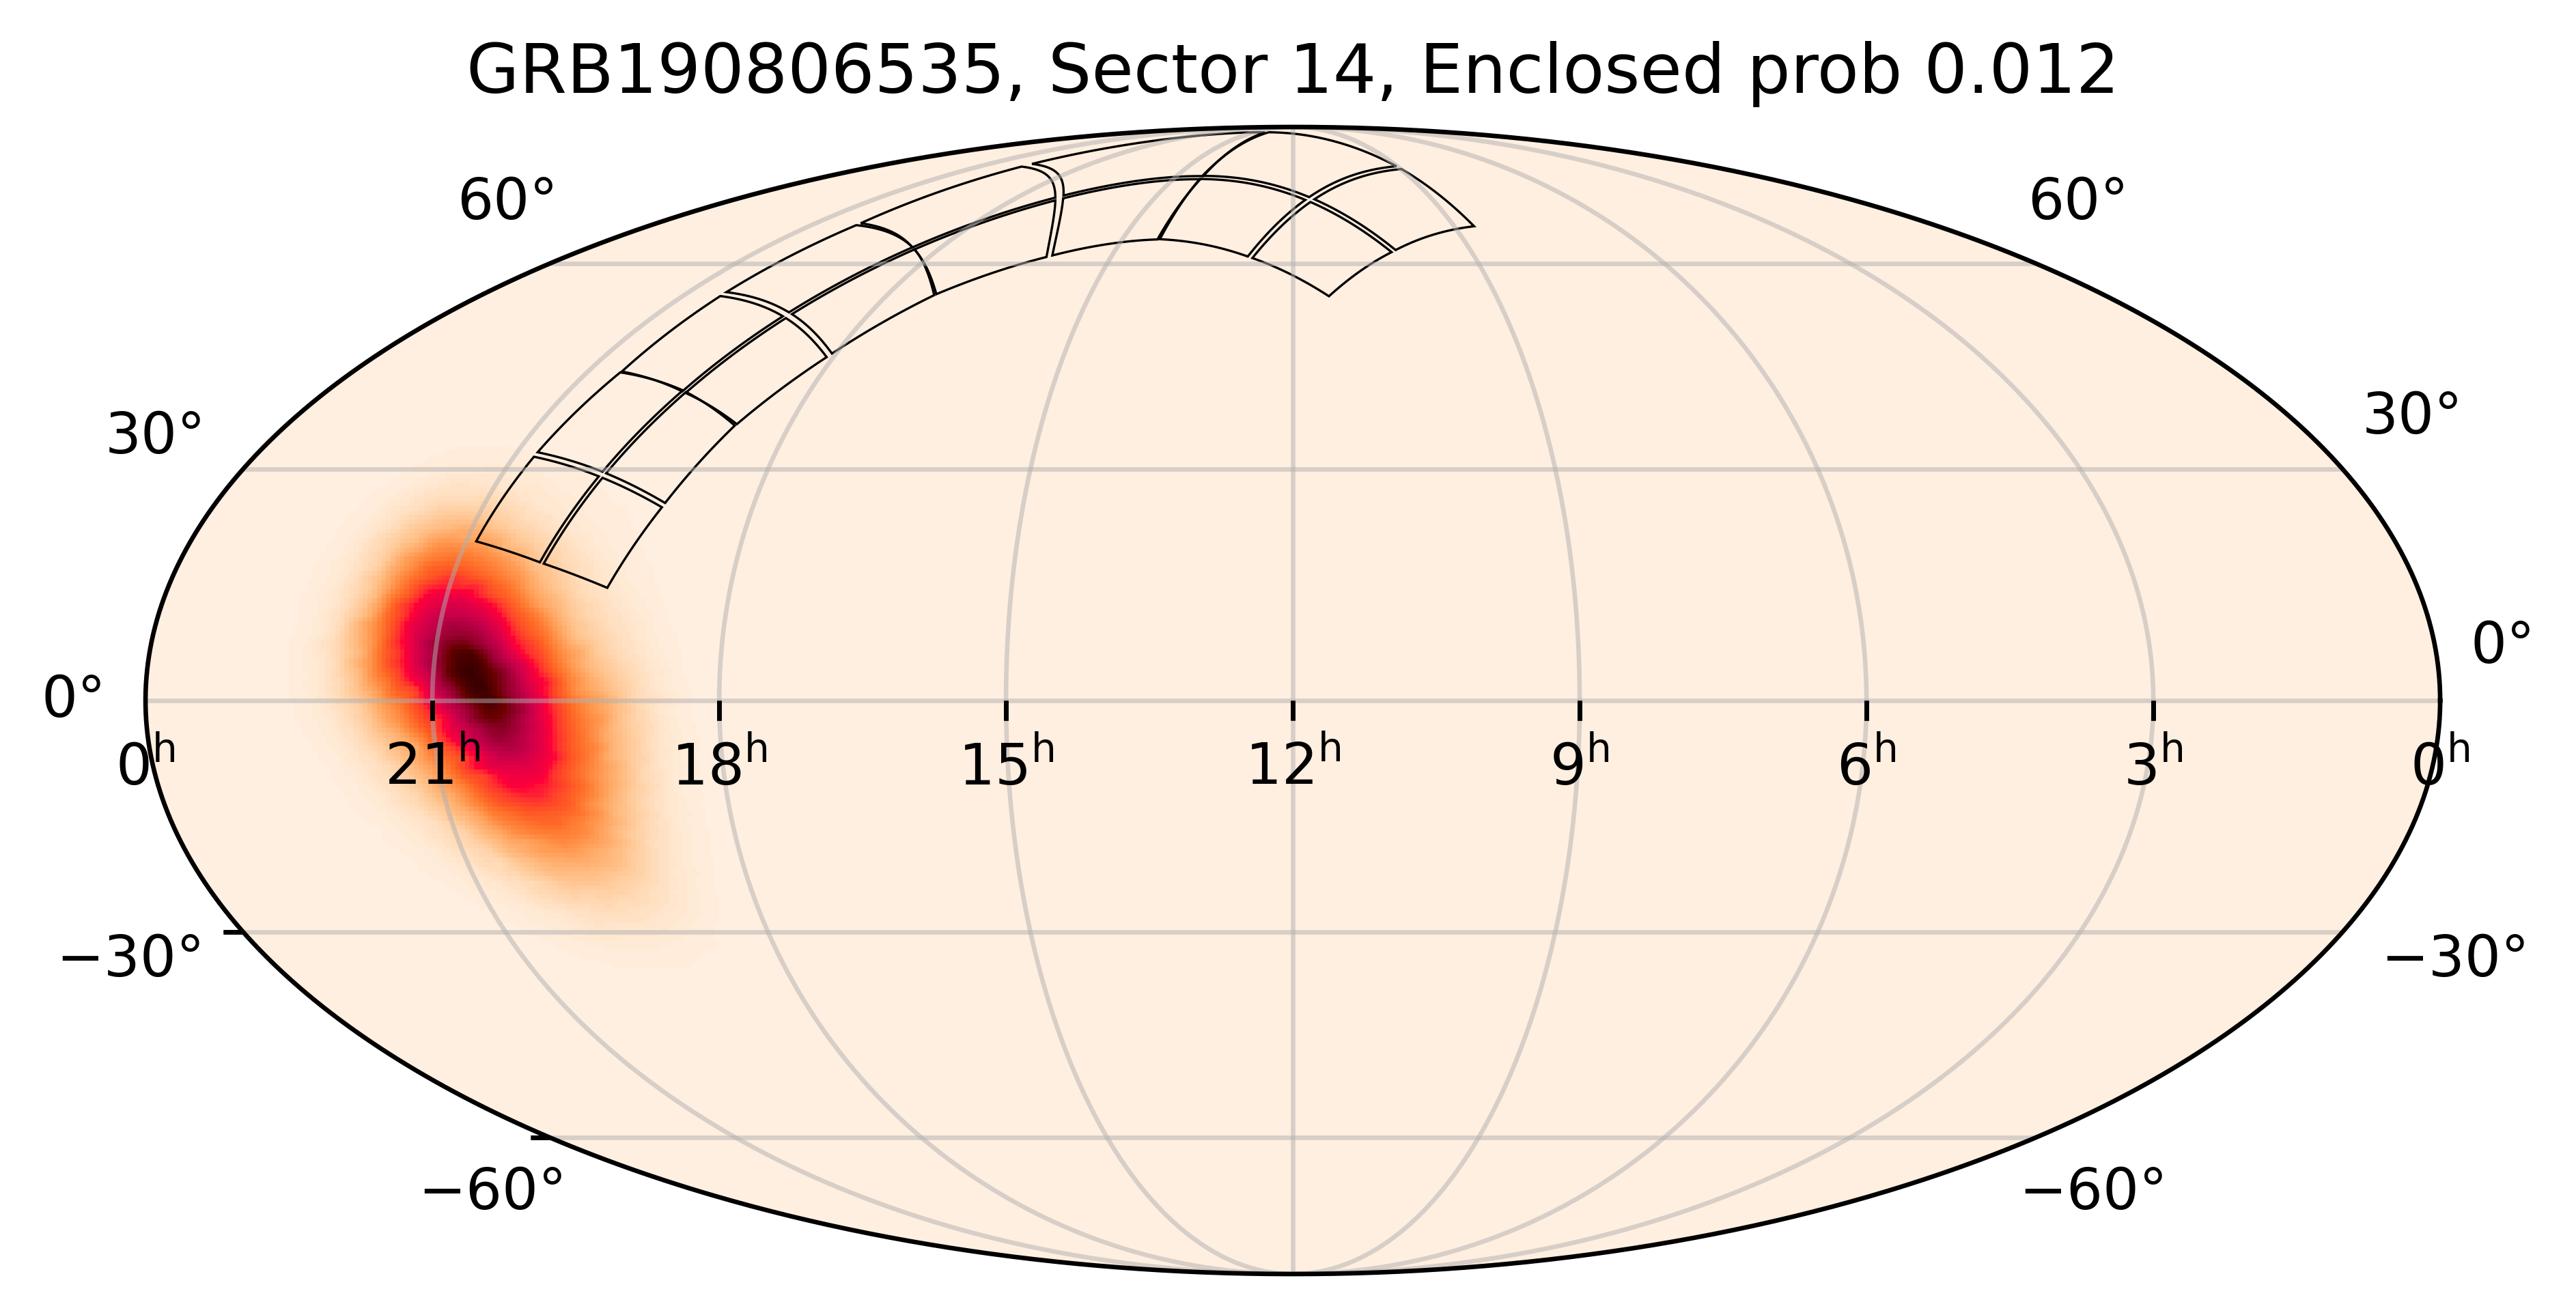 GRB190806535, Sector 14, Enclosed prob 0.012
60° 60°
30° 30°
0° 0°
0h 21h 18h 15h 12h 9h 6h 3h 0h
−30° −30°
−60° −60°